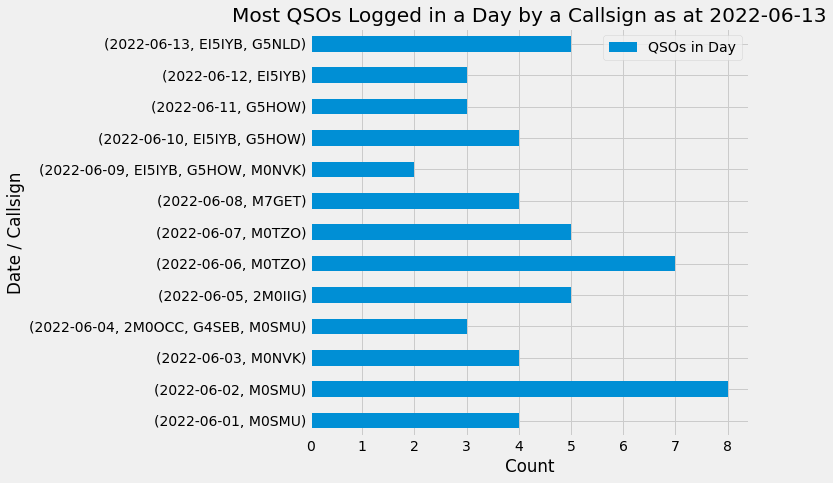 Most QSOs Logged in a Day by a Callsign as at 2022-06-13
QSOs in Day
Date / Callsign
(2022-06-13, EI5IYB, G5NLD)
(2022-06-12, EI5IYB)
(2022-06-11, G5HOW)
(2022-06-10, EI5IYB, G5HOW)
(2022-06-09, EI5IYB, G5HOW, M0NVK)
(2022-06-08, M7GET)
(2022-06-07, M0TZO)
(2022-06-06, M0TZO)
(2022-06-05, 2M0IIG)
(2022-06-04, 2M0OCC, G4SEB, M0SMU)
(2022-06-03, M0NVK)
(2022-06-02, M0SMU)
(2022-06-01, M0SMU)
0 1 2 3 4 5 6 7 8
Count